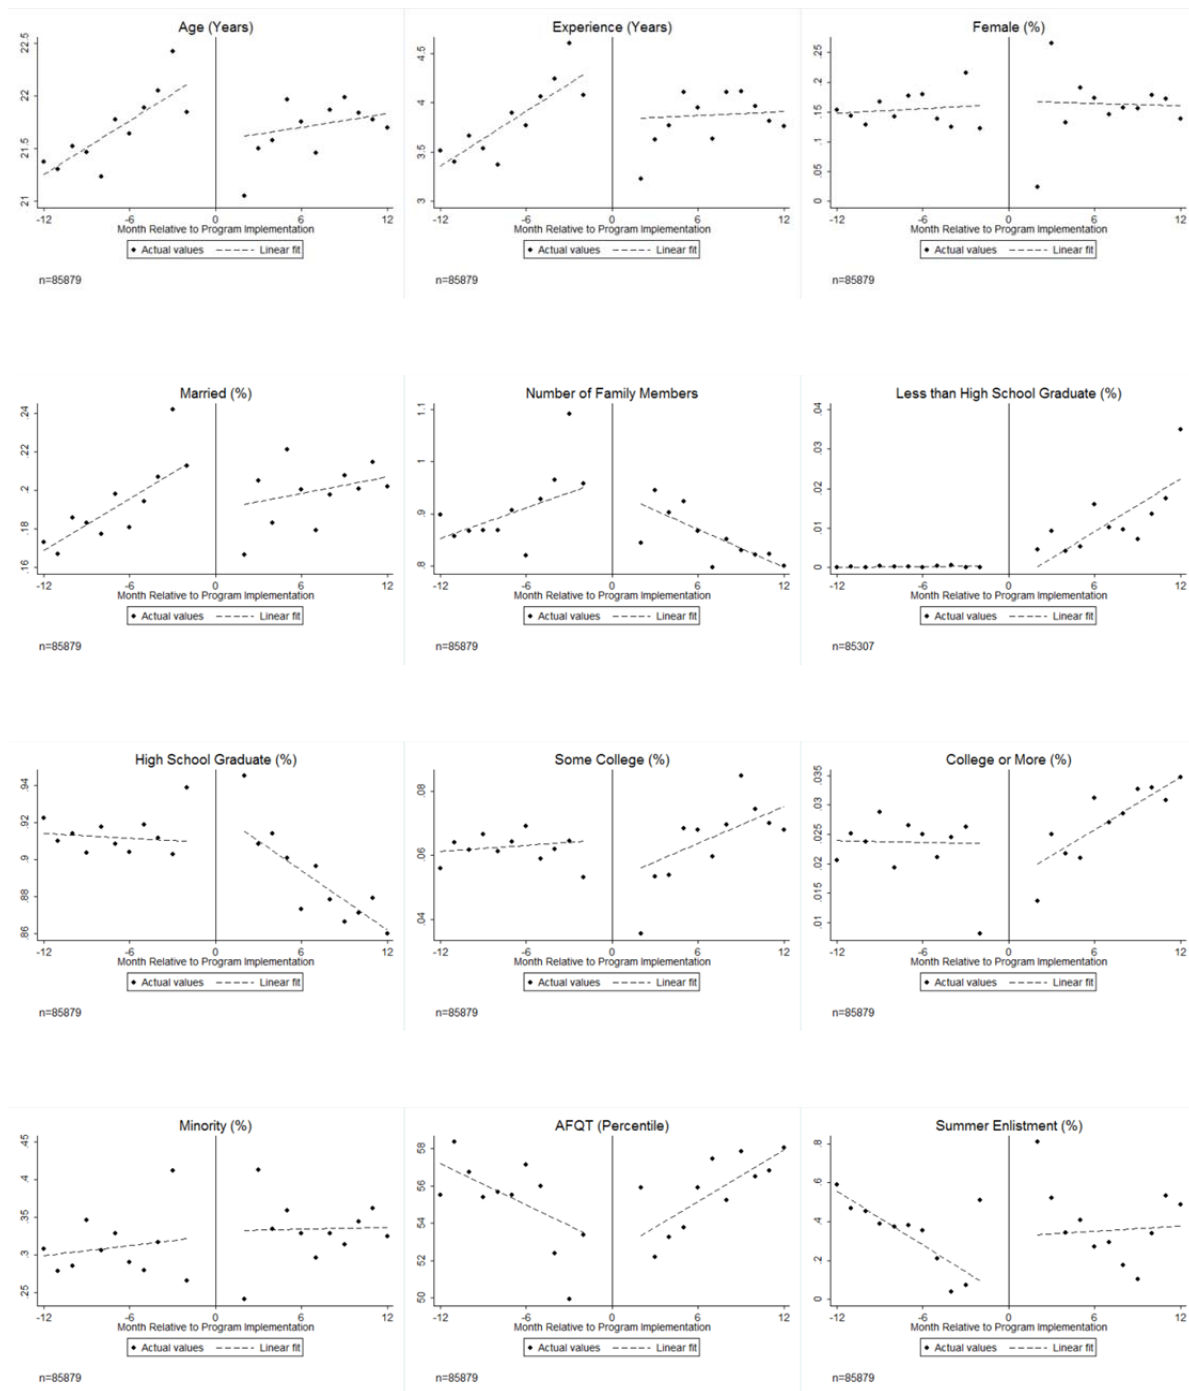 Age (Years)
22.5
22
21.5
21
-12 -6 0 6 12
Month Relative to Program Implementation
Actual values Linear fit
n=85879
Experience (Years)
4.5
4
3.5
3
-12 -6 0 6 12
Month Relative to Program Implementation
Actual values Linear fit
n=85879
Female (%)
.25
.2
.15
.1
.05
0
-12 -6 0 6 12
Month Relative to Program Implementation
Actual values Linear fit
n=85879
Married (%)
.24
.22
.2
.18
.16
-12 -6 0 6 12
Month Relative to Program Implementation
Actual values Linear fit
n=85879
Number of Family Members
1.1
1
.9
.8
-12 -6 0 6 12
Month Relative to Program Implementation
Actual values Linear fit
n=85879
Less than High School Graduate (%)
.04
.03
.02
.01
0
-12 -6 0 6 12
Month Relative to Program Implementation
Actual values Linear fit
n=85307
High School Graduate (%)
.94
.92
.9
.88
.86
-12 -6 0 6 12
Month Relative to Program Implementation
Actual values Linear fit
n=85879
Some College (%)
.08
.06
.04
-12 -6 0 6 12
Month Relative to Program Implementation
Actual values Linear fit
n=85879
College or More (%)
.035
.03
.025
.02
.015
.01
-12 -6 0 6 12
Month Relative to Program Implementation
Actual values Linear fit
n=85879
Minority (%)
.45
.4
.35
.3
.25
-12 -6 0 6 12
Month Relative to Program Implementation
Actual values Linear fit
n=85879
AFQT (Percentile)
58
56
54
52
50
-12 -6 0 6 12
Month Relative to Program Implementation
Actual values Linear fit
n=85879
Summer Enlistment (%)
.8
.6
.4
.2
0
-12 -6 0 6 12
Month Relative to Program Implementation
Actual values Linear fit
n=85879